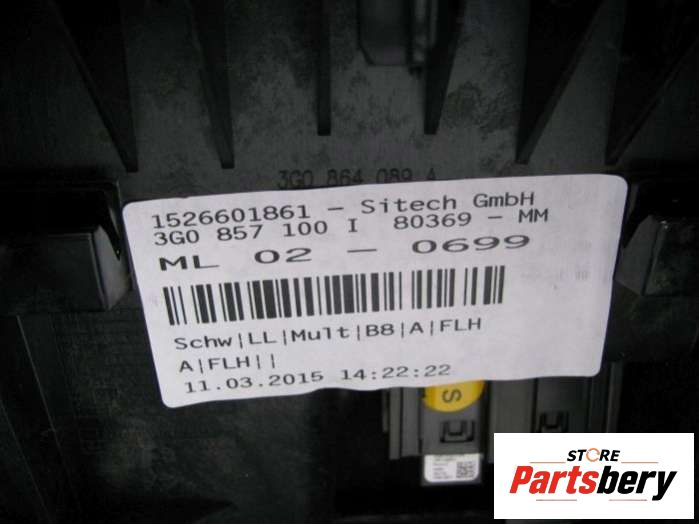 3G0 864 089 A
1526601861 – Sitech GmbH
3G0 857 100 I 80369 – MM
ML 02 – 0699
Schw|LL|Mult|B8|A|FLH
A|FLH||
11.03.2015 14:22:22
S
STORE
Partsbery